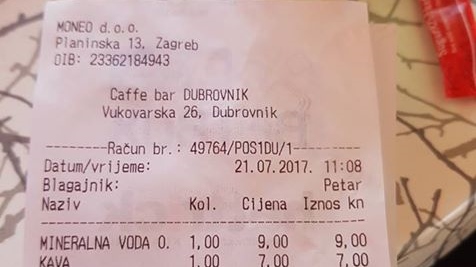 MONEO d.o.o.
Planinska 13, Zagreb
OIB: 23362184943
Caffe bar DUBROVNIK
Vukovarska 26, Dubrovnik
--------Račun br.: 49764/POS1DU/1--------
Datum/vrijeme: 21.07.2017. 11:08
Blagajnik: Petar
Naziv Kol. Cijena Iznos kn
MINERALNA VODA O. 1,00 9,00 9,00
KAVA 1,00 7,00 7,00